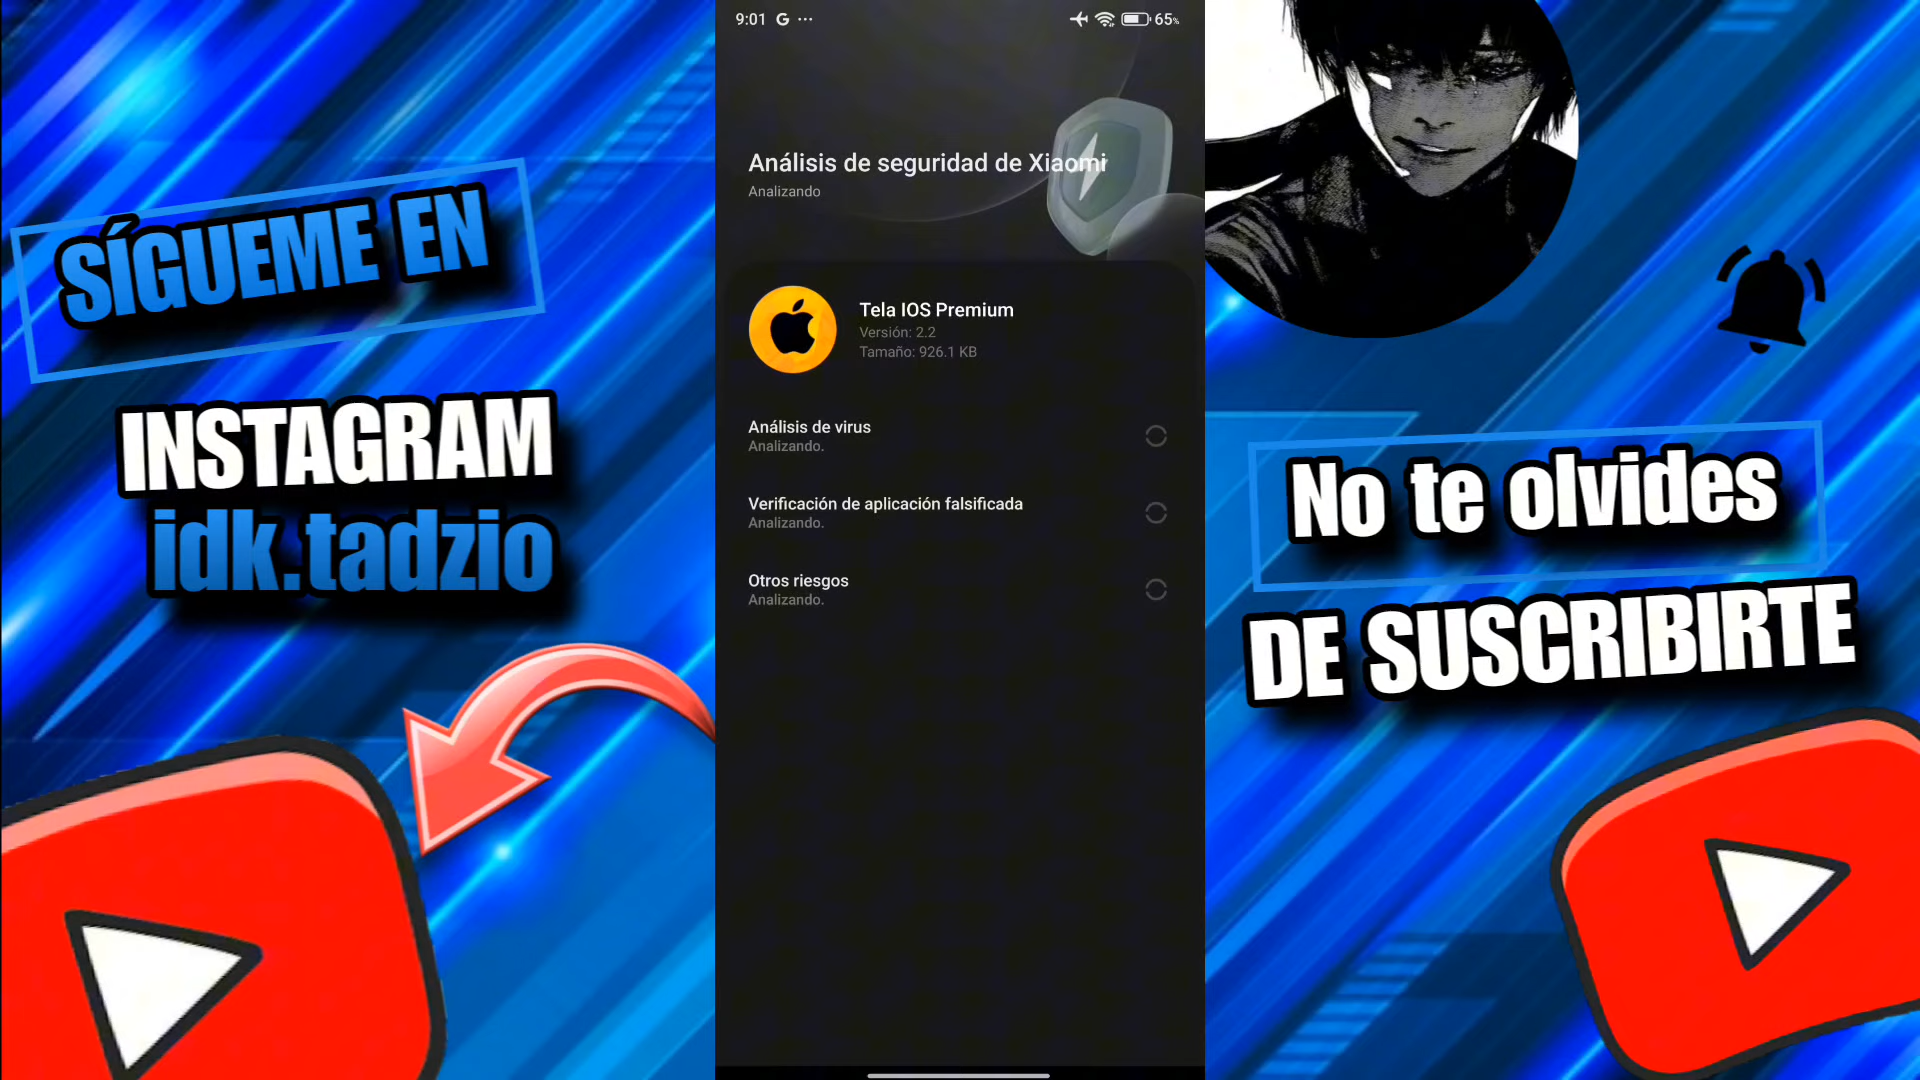 SÍGUEME EN
INSTAGRAM
idk.tadzio
9:01 G ... 65%
Análisis de seguridad de Xiaomi
Analizando
Tela IOS Premium
Versión: 2.2
Tamaño: 926.1 KB
Análisis de virus
Analizando.
Verificación de aplicación falsificada
Analizando.
Otros riesgos
Analizando.
No te olvides
DE SUSCRIBIRTE